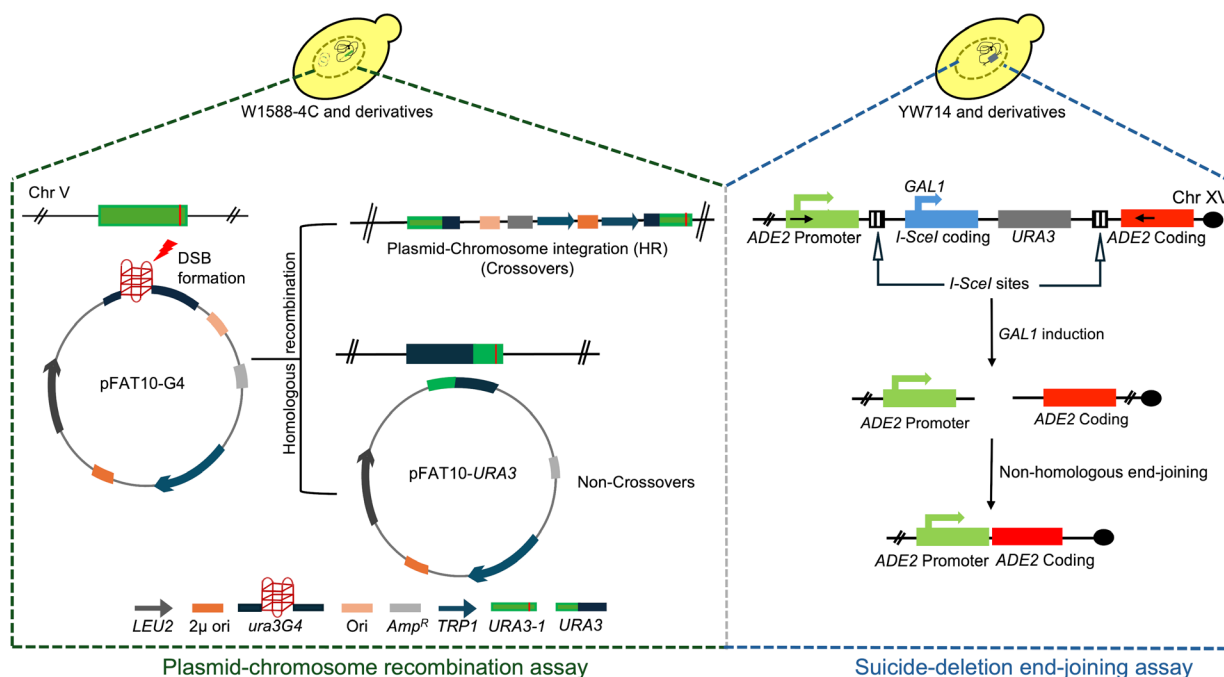 W1588-4C and derivatives
YW714 and derivatives
Chr V
DSB
formation
pFAT10-G4
Homologous recombination
Plasmid-Chromosome integration (HR)
(Crossovers)
pFAT10-URA3
Non-Crossovers
LEU2
2µ ori
ura3G4
Ori
Amp^R
TRP1
URA3-1
URA3
Plasmid-chromosome recombination assay
GAL1
Chr XV
ADE2 Promoter
I-SceI coding
URA3
ADE2 Coding
I-SceI sites
GAL1 induction
ADE2 Promoter
ADE2 Coding
Non-homologous end-joining
ADE2 Promoter
ADE2 Coding
Suicide-deletion end-joining assay